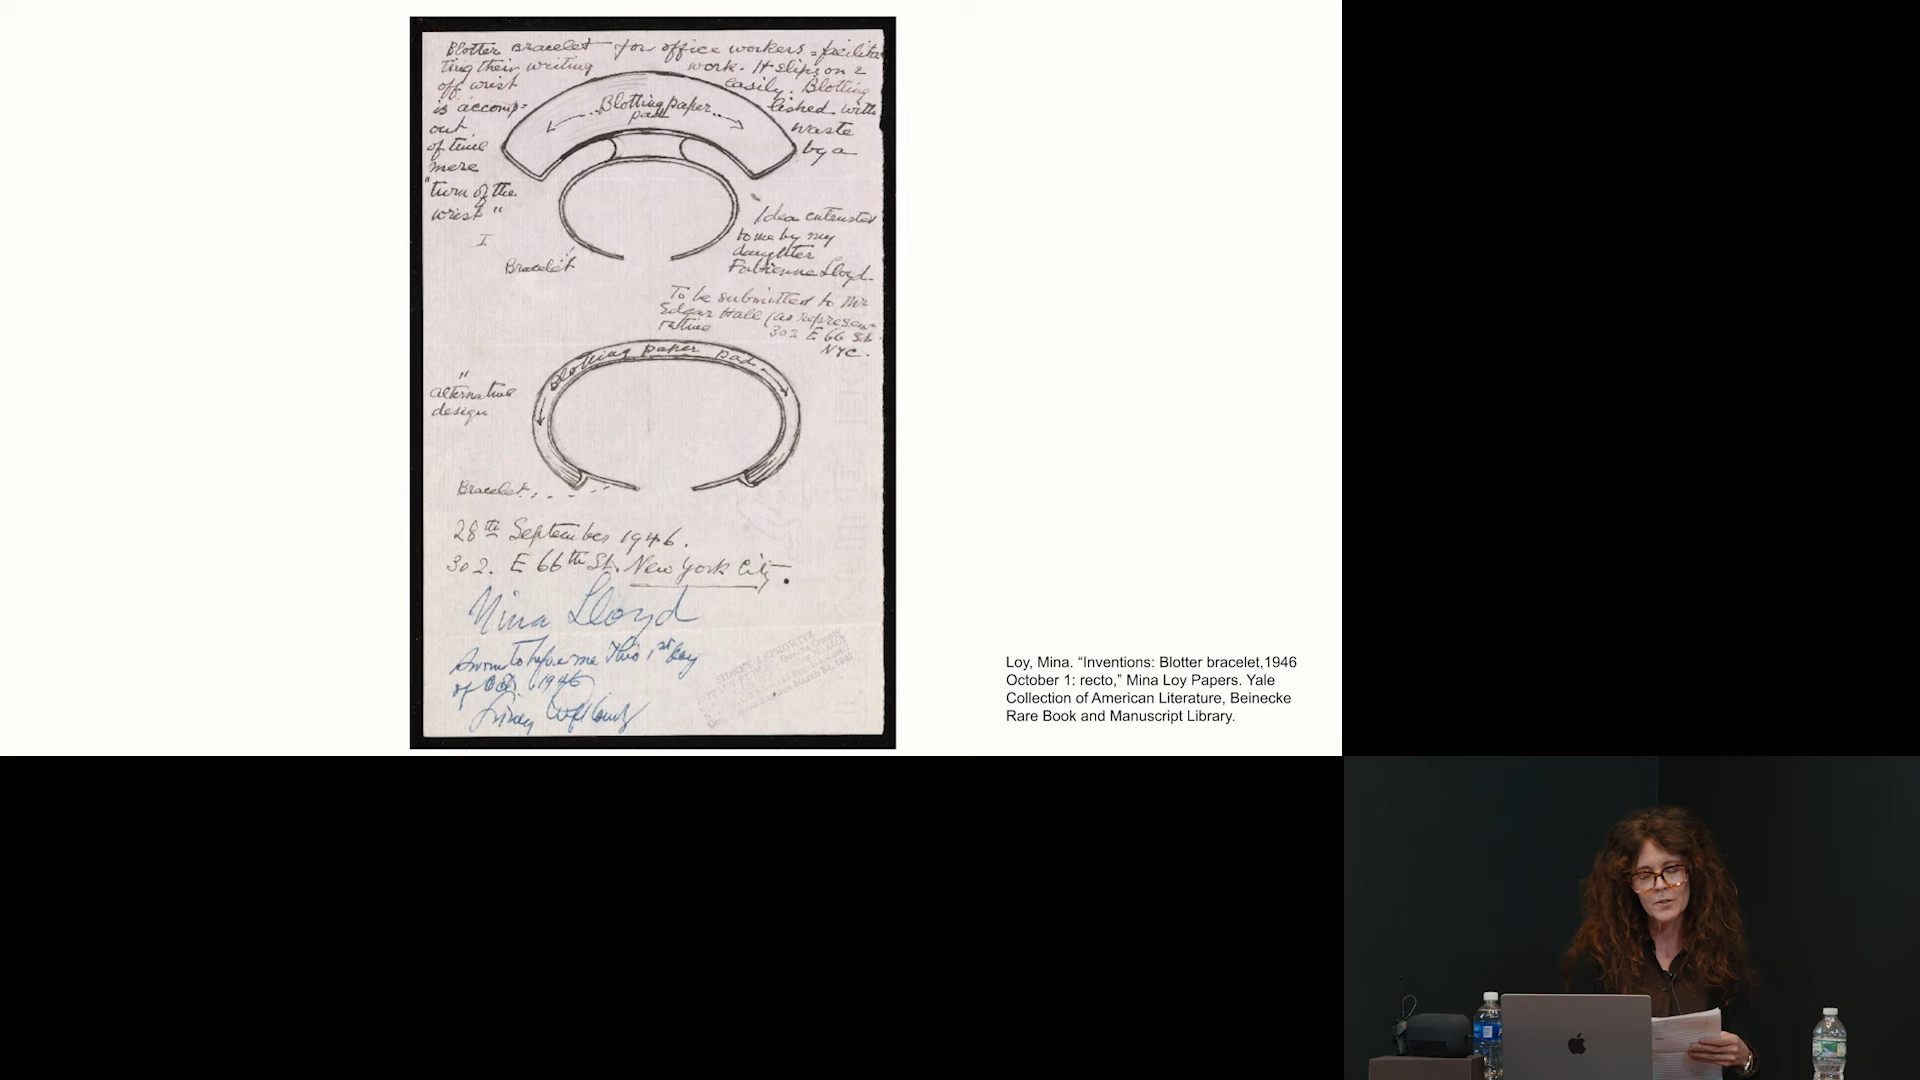 Blotter Bracelet for office workers = facilita
ting their writing work. It slips on &
off wrist easily. Blotting
is accomp= lished with
out waste
of time by a
mere
"turn of the
wrist"
I
Blotting paper
pad
Bracelet
Idea entrusted
to me by my
daughter
Fabienne Lloyd
To be submitted to Mr
Edgar Hall (as represen=
tative
302 E 66 St.
NYC.
blotting paper pad
"
alternative
design
Bracelet
28th September 1946.
302. E 66th St. New York City.
Mina Lloyd
Sworn to before me this 1st day
of Oct. 1946
SIDNEY LEFKOWITZ
Loy, Mina. “Inventions: Blotter bracelet,1946
October 1: recto,” Mina Loy Papers. Yale
Collection of American Literature, Beinecke
Rare Book and Manuscript Library.